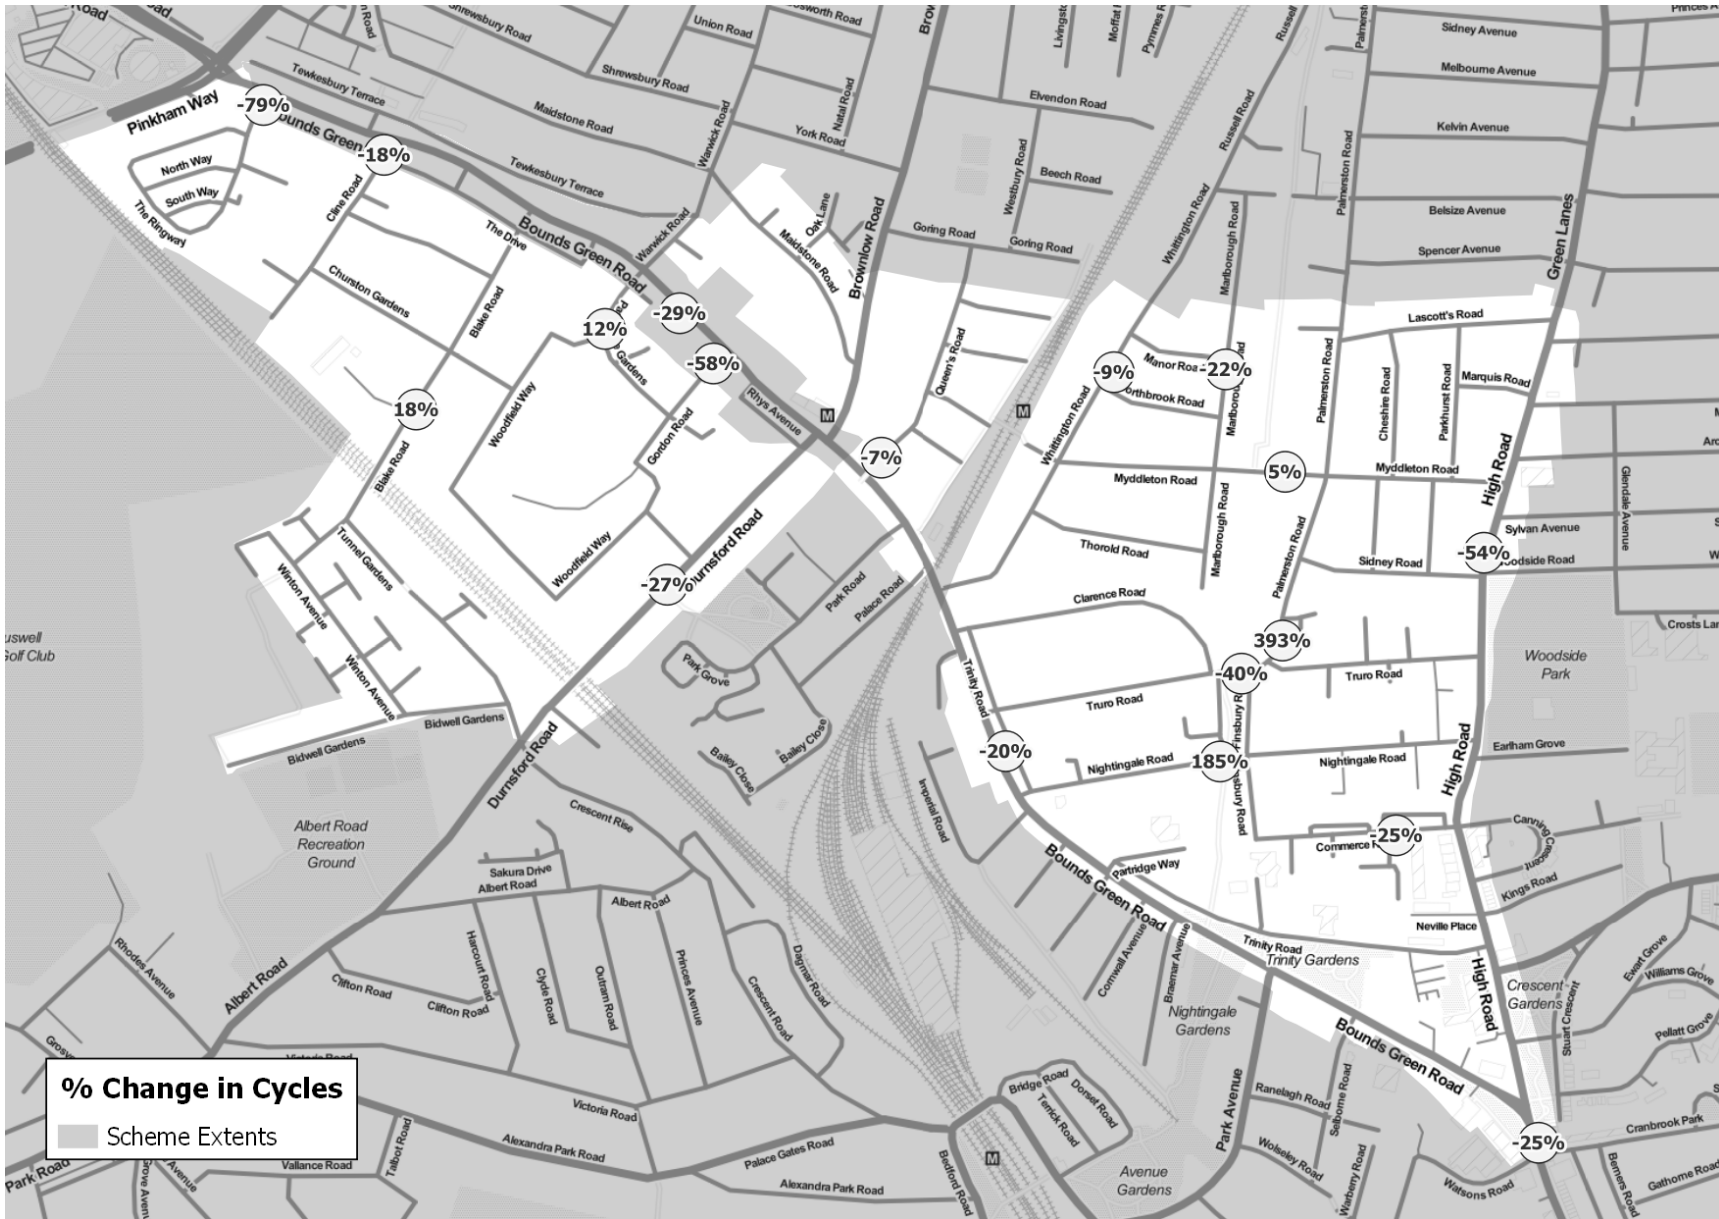 Road
Shrewsbury Road
Union Road
Bosworth Road
Sidney Avenue
Melbourne Avenue
Tewkesbury Terrace
Shrewsbury Road
Natal Road
Elvendon Road
Russell Road
Kelvin Avenue
Pinkham Way
-79%
Bounds Green
Maidstone Road
York Road
Warwick Road
Palmerston Road
-18%
North Way
South Way
The Ringway
Cline Road
Tewkesbury Terrace
Westbury Road
Beech Road
Whittington Road
Marlborough Road
Belsize Avenue
Green Lanes
The Drive
Bounds Green Road
Warwick Road
Oak Lane
Maidstone Road
Brownlow Road
Goring Road
Goring Road
Spencer Avenue
Churston Gardens
Blake Road
12%
Gardens
-29%
-58%
Rhys Avenue
Queen's Road
-9%
Manor Road
-22%
Northbrook Road
Marlborough
Lascott's Road
Palmerston Road
Cheshire Road
Parkhurst Road
Marquis Road
18%
Blake Road
Woodfield Way
Gordon Road
M
M
Whittington Road
-7%
Myddleton Road
5%
Myddleton Road
High Road
Glendale Avenue
Sylvan Avenue
-54%
Woodside Road
Tunnel Gardens
Woodfield Way
Durnsford Road
-27%
Thorold Road
Marlborough Road
Palmerston Road
Sidney Road
Winton Avenue
Park Road
Palace Road
Clarence Road
393%
Crosts Lan
uswell
Golf Club
Winton Avenue
Park Grove
Trinity Road
Truro Road
-40%
Truro Road
Woodside
Park
Bidwell Gardens
Bidwell Gardens
Durnsford Road
Bailey Close
Bailey Close
-20%
Nightingale Road
185%
Finsbury R
Finsbury Road
Nightingale Road
High Road
Earlham Grove
Albert Road
Recreation
Ground
Crescent Rise
Imperial Road
Commerce R
-25%
Canning
Crescent
Sakura Drive
Albert Road
Albert Road
Bounds Green Road
Partridge Way
Kings Road
Neville Place
Rhodes Avenue
Albert Road
Harcourt Road
Clyde Road
Outram Road
Princes Avenue
Dagmar Road
Crescent Road
Cornwall Avenue
Braemar Avenue
Trinity Road
Trinity Gardens
High Road
Crescent
Gardens
Stuart Crescent
Ewart Grove
Williams Grove
Pellatt Grove
Clifton Road
Clifton Road
Nightingale
Gardens
Bounds Green Road
Victoria Road
% Change in Cycles
Scheme Extents
Victoria Road
Bridge Road
Terrick Road
Dorset Road
Park Avenue
Ranelagh Road
Selborne Road
Wolseley Road
Warberry Road
-25%
Cranbrook Park
Watsons Road
Berners Road
Gathorne Road
Park Road
Vallance Road
Talbot Road
Alexandra Park Road
Palace Gates Road
Alexandra Park Road
Bedford Road
M
Avenue
Gardens